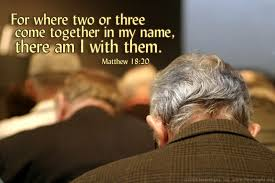 For where two or three
come together in my name,
there am I with them.
Matthew 18:20